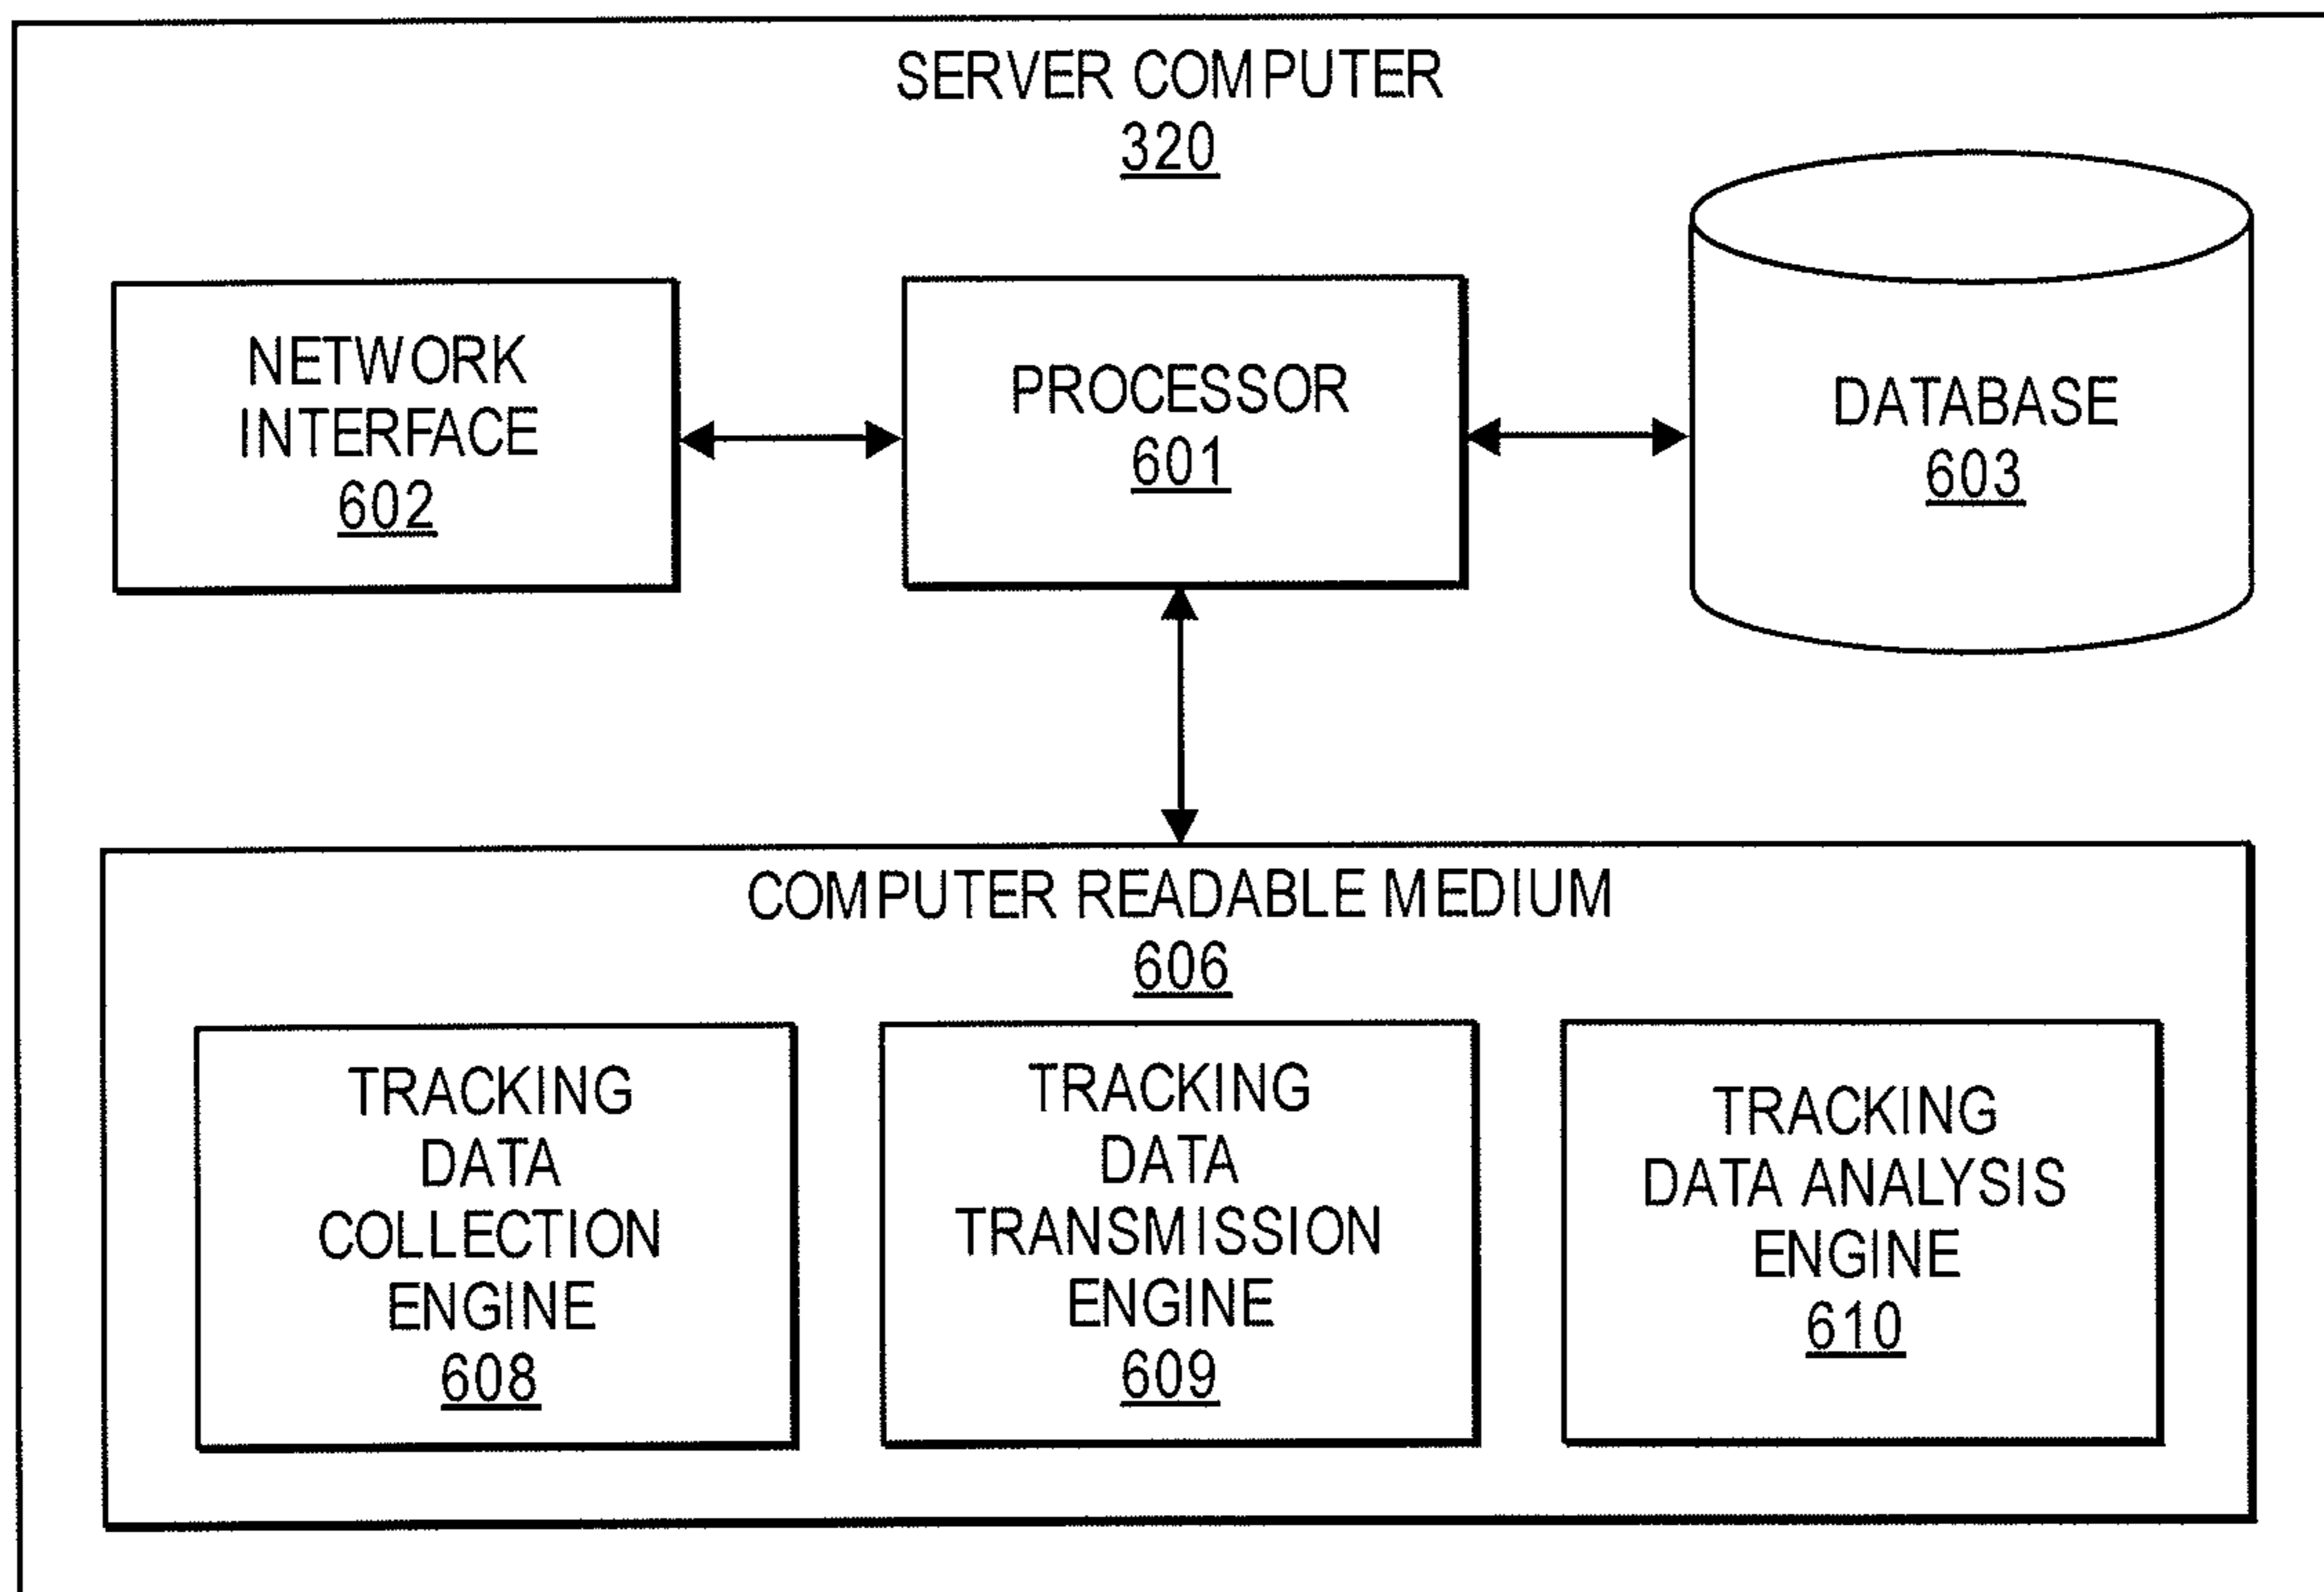 SERVER COMPUTER
320
NETWORK
INTERFACE
602
PROCESSOR
601
DATABASE
603
COMPUTER READABLE MEDIUM
606
TRACKING
DATA
COLLECTION
ENGINE
608
TRACKING
DATA
TRANSMISSION
ENGINE
609
TRACKING
DATA ANALYSIS
ENGINE
610